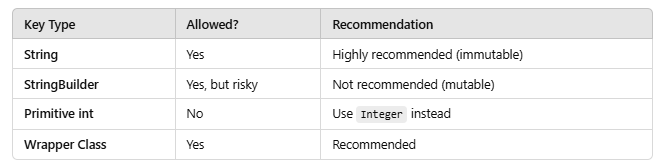 Key Type Allowed? Recommendation
String Yes Highly recommended (immutable)
StringBuilder Yes, but risky Not recommended (mutable)
Primitive int No Use Integer instead
Wrapper Class Yes Recommended